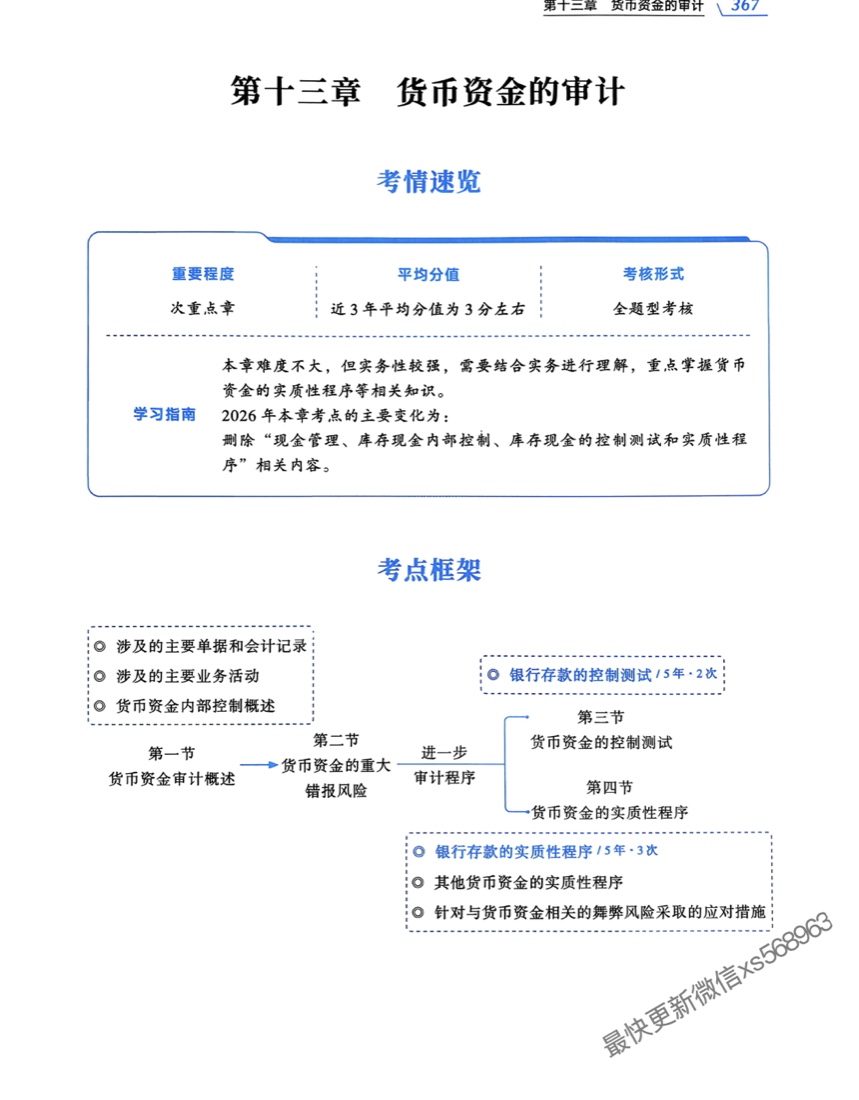 第十三章 货币资金的审计 367
第十三章 货币资金的审计
考情速览
重要程度 平均分值 考核形式
次重点章 近3年平均分值为3分左右 全题型考核
学习指南
本章难度不大，但实务性较强，需要结合实务进行理解，重点掌握货币
资金的实质性程序等相关知识。
2026年本章考点的主要变化为：
删除“现金管理、库存现金内部控制、库存现金的控制测试和实质性程
序”相关内容。
考点框架
◎ 涉及的主要单据和会计记录
◎ 涉及的主要业务活动
◎ 货币资金内部控制概述
第一节
货币资金审计概述
第二节
货币资金的重大
错报风险
进一步
审计程序
◎ 银行存款的控制测试/5年·2次
第三节
货币资金的控制测试
第四节
货币资金的实质性程序
◎ 银行存款的实质性程序/5年·3次
◎ 其他货币资金的实质性程序
◎ 针对与货币资金相关的舞弊风险采取的应对措施
最快更新微信xs568963